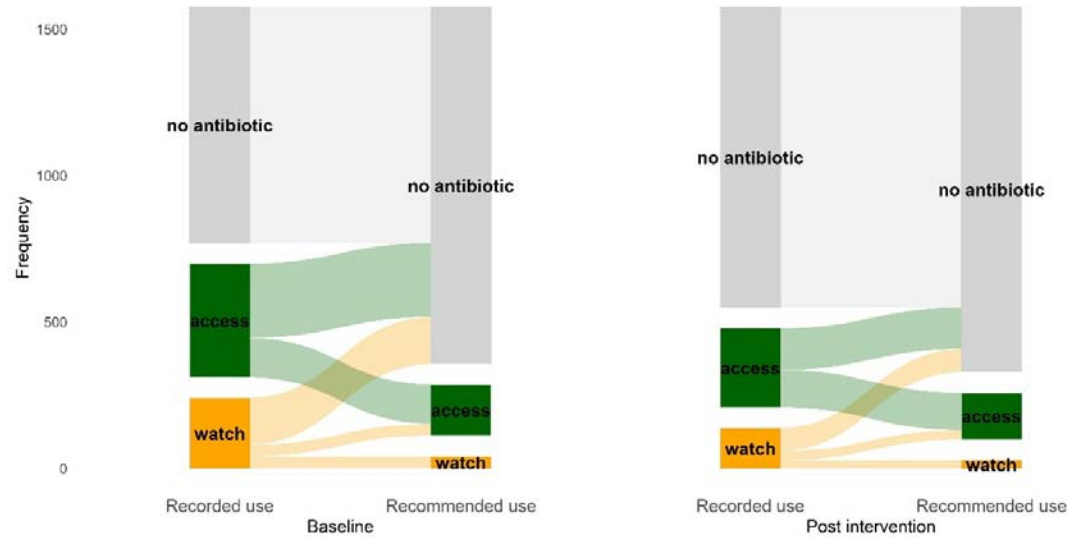 1500
1000
500
0
Frequency
no antibiotic
access
watch
no antibiotic
access
watch
Recorded use
Recommended use
Baseline
no antibiotic
access
watch
no antibiotic
access
watch
Recorded use
Recommended use
Post intervention